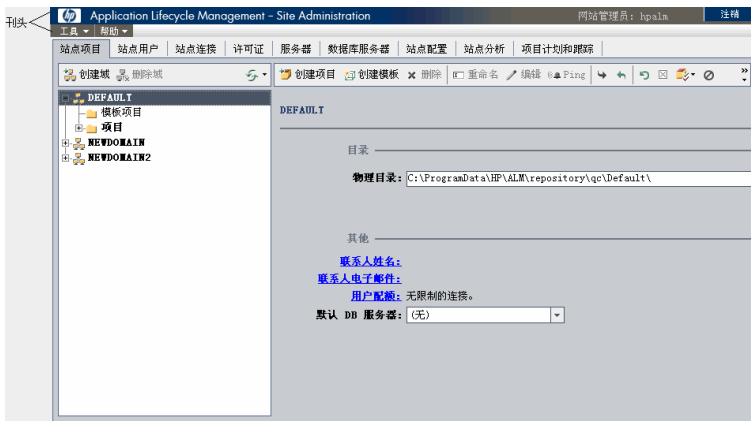 刊头
hp Application Lifecycle Management - Site Administration 网站管理员: hpalm 注销
工具 帮助
站点项目 站点用户 站点连接 许可证 服务器 数据库服务器 站点配置 站点分析 项目计划和跟踪
创建域 删除域 创建项目 创建模板 删除 重命名 编辑 Ping
DEFAULT
模板项目
项目
NEWDOMAIN
NEWDOMAIN2
DEFAULT
目录
物理目录: C:\ProgramData\HP\ALM\repository\qc\Default\
其他
联系人姓名:
联系人电子邮件:
用户配额: 无限制的连接。
默认 DB 服务器: (无)